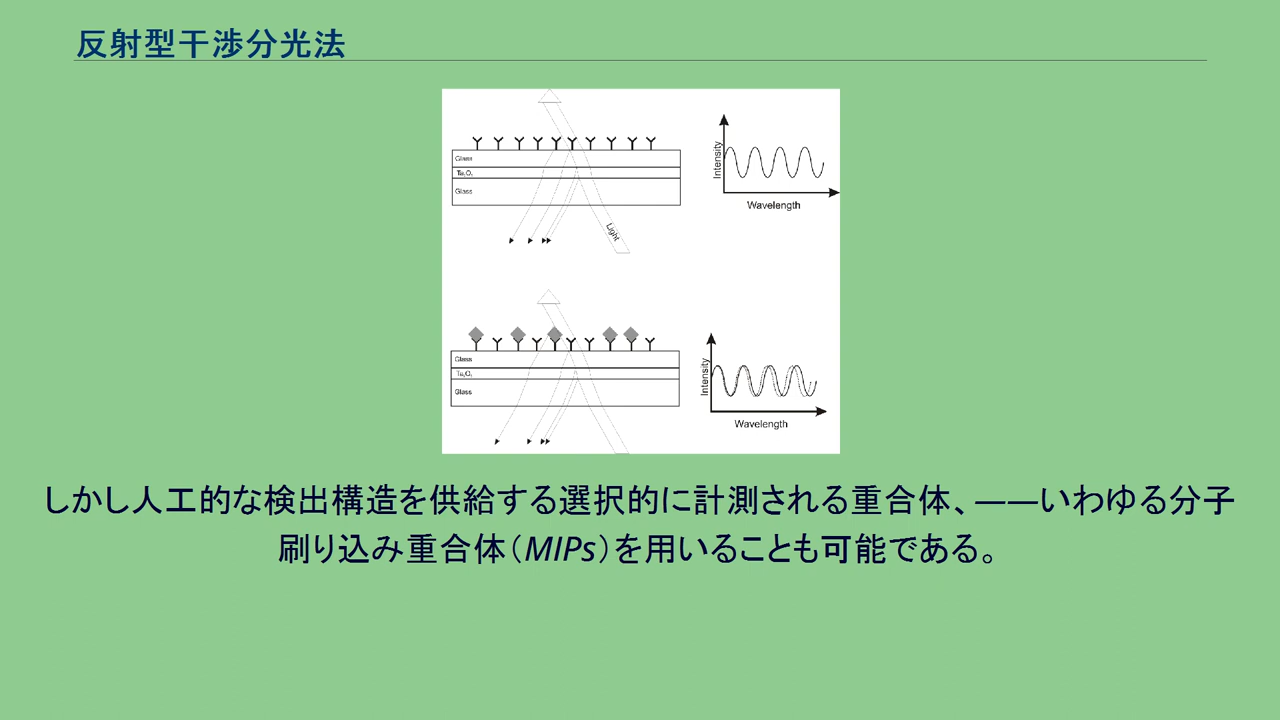 反射型干渉分光法
Glass
Ta₂O₅
Glass
Light
Intensity
Wavelength
Glass
Ta₂O₅
Glass
Intensity
Wavelength
しかし人工的な検出構造を供給する選択的に計測される重合体、――いわゆる分子
刷り込み重合体（MIPs）を用いることも可能である。